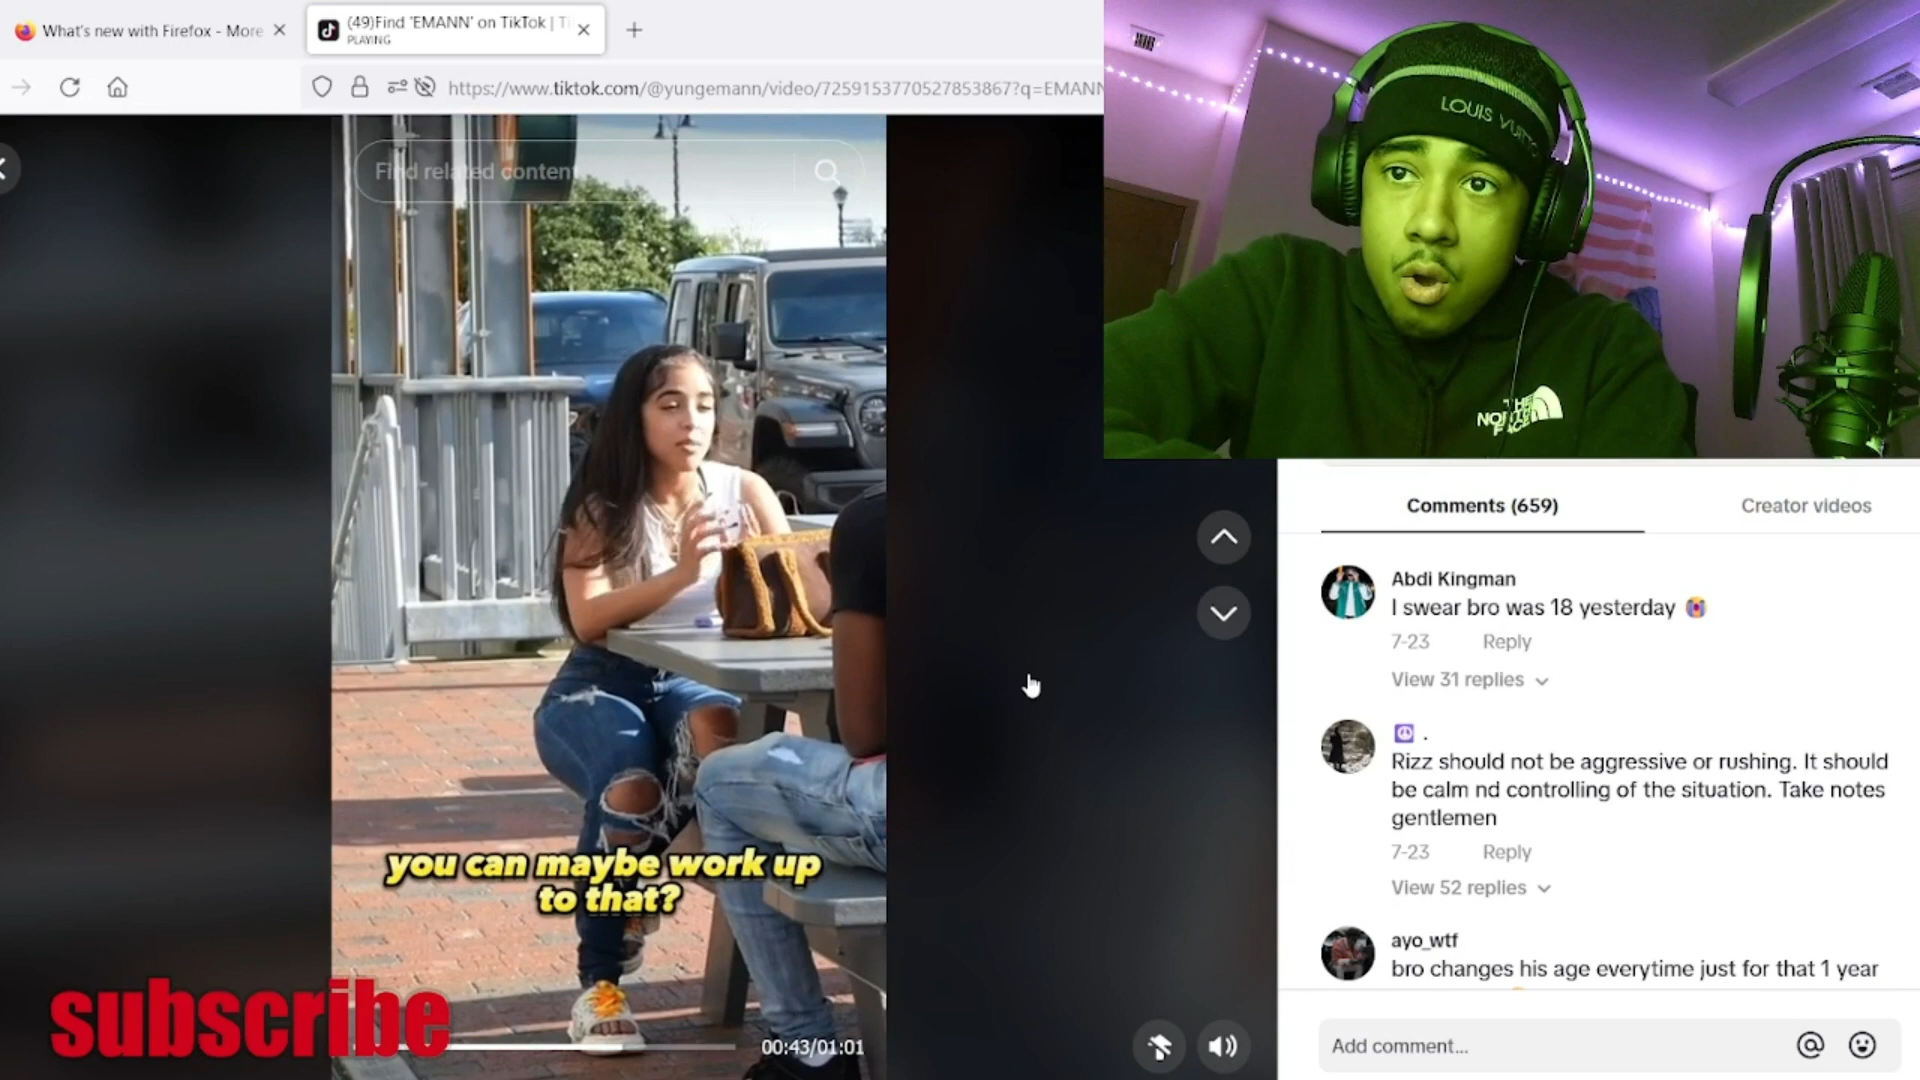 What's new with Firefox - More
(49)Find 'EMANN' on TikTok | Ti
PLAYING
https://www.tiktok.com/@yungemann/video/7259153770527853867?q=EMANN
Find related content
LOUIS VUITTON
THE
NORTH
FACE
Comments (659)
Creator videos
Abdi Kingman
I swear bro was 18 yesterday 😭
7-23 Reply
View 31 replies
☮ .
Rizz should not be aggressive or rushing. It should
be calm nd controlling of the situation. Take notes
gentlemen
7-23 Reply
View 52 replies
ayo_wtf
bro changes his age everytime just for that 1 year
you can maybe work up
to that?
subscribe
00:43/01:01
Add comment...